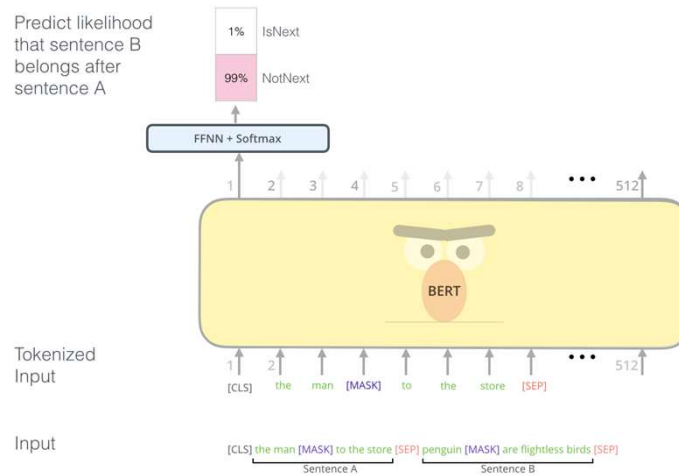 Predict likelihood
that sentence B
belongs after
sentence A
1% IsNext
99% NotNext
FFNN + Softmax
1 2 3 4 5 6 7 8 ••• 512
BERT
Tokenized
Input
1 2 ••• 512
[CLS] the man [MASK] to the store [SEP]
Input
[CLS] the man [MASK] to the store [SEP] penguin [MASK] are flightless birds [SEP]
Sentence A Sentence B